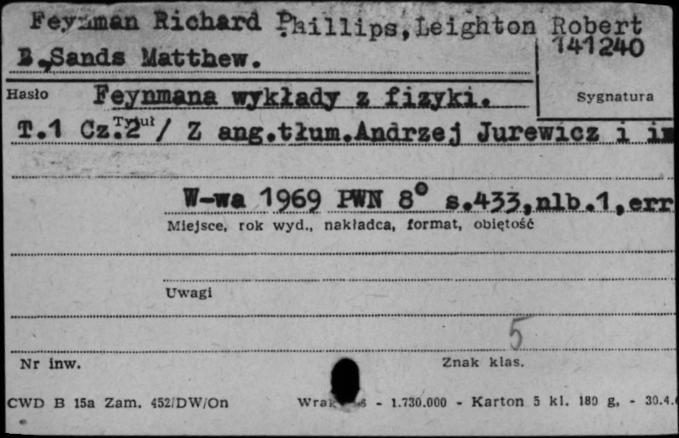 Feynman Richard Phillips, Leighton Robert
B., Sands Matthew.
141240
Hasło Feynmana wykłady z fizyki. Sygnatura
T.1 Cz.2 Tytuł / Z ang.tłum.Andrzej Jurewicz i
W-wa 1969 PWN 8° s.433,nlb.1,err
Miejsce, rok wyd., nakładca, format, objętość
Uwagi
5
Nr inw. Znak klas.
CWD B 15a Zam. 452/DW/On - 1.730.000 - Karton 5 kl. 180 g. - 30.4.